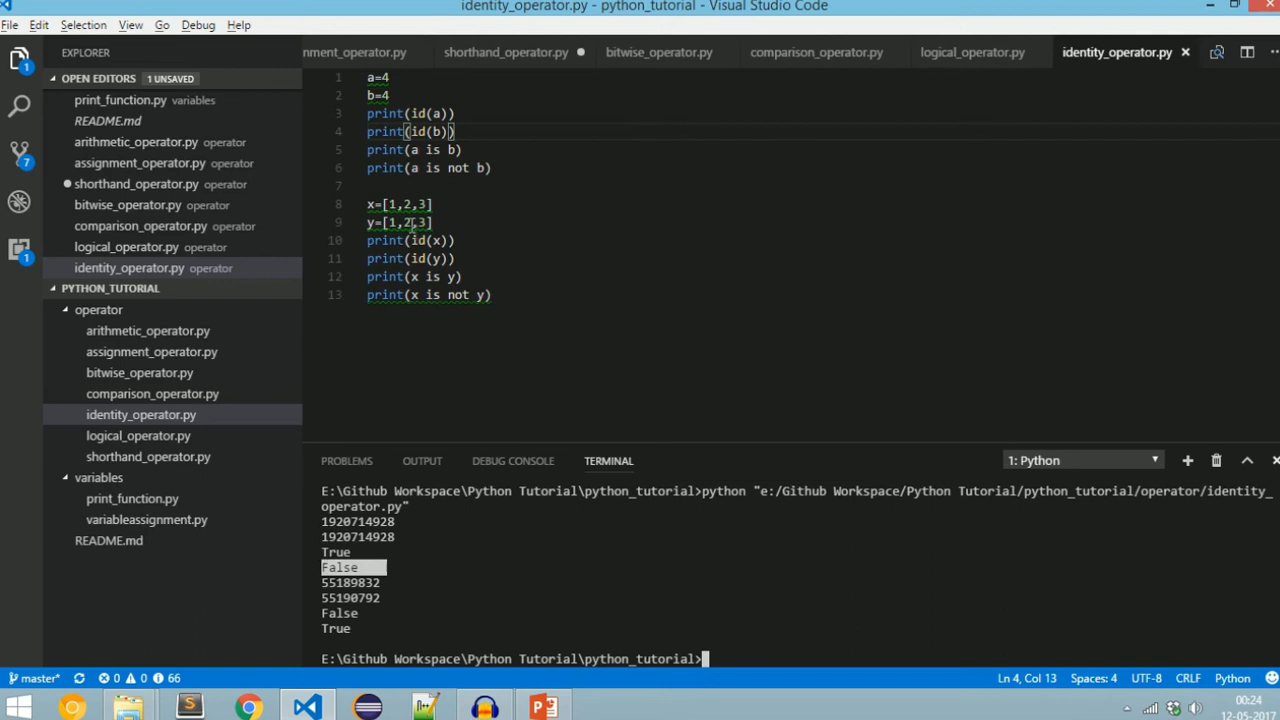 identity_operator.py - python_tutorial - Visual Studio Code
File Edit Selection View Go Debug Help
EXPLORER
nment_operator.py shorthand_operator.py bitwise_operator.py comparison_operator.py logical_operator.py identity_operator.py
OPEN EDITORS 1 UNSAVED
print_function.py variables
README.md
arithmetic_operator.py operator
assignment_operator.py operator
shorthand_operator.py operator
bitwise_operator.py operator
comparison_operator.py operator
logical_operator.py operator
identity_operator.py operator
PYTHON_TUTORIAL
operator
arithmetic_operator.py
assignment_operator.py
bitwise_operator.py
comparison_operator.py
identity_operator.py
logical_operator.py
shorthand_operator.py
variables
print_function.py
variableassignment.py
README.md
1
7
1
1 a=4
2 b=4
3 print(id(a))
4 print(id(b))
5 print(a is b)
6 print(a is not b)
7
8 x=[1,2,3]
9 y=[1,2,3]
10 print(id(x))
11 print(id(y))
12 print(x is y)
13 print(x is not y)
PROBLEMS OUTPUT DEBUG CONSOLE TERMINAL 1: Python
E:\Github Workspace\Python Tutorial\python_tutorial>python "e:/Github Workspace/Python Tutorial/python_tutorial/operator/identity_
operator.py"
1920714928
1920714928
True
False
55189832
55190792
False
True
E:\Github Workspace\Python Tutorial\python_tutorial>
master* 0 0 66 Ln 4, Col 13 Spaces: 4 UTF-8 CRLF Python
00:24
12-05-2017